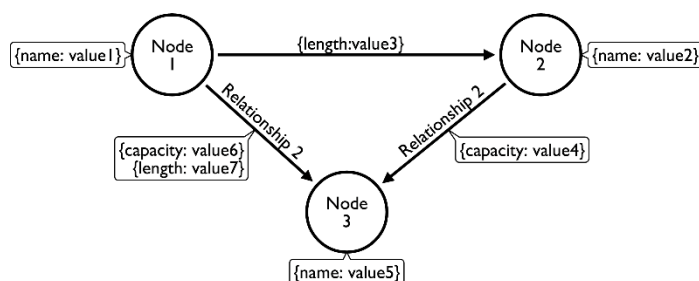 {name: value1}
Node
1
{length:value3}
Node
2
{name: value2}
Relationship 2
Relationship 2
{capacity: value6}
{length: value7}
{capacity: value4}
Node
3
{name: value5}